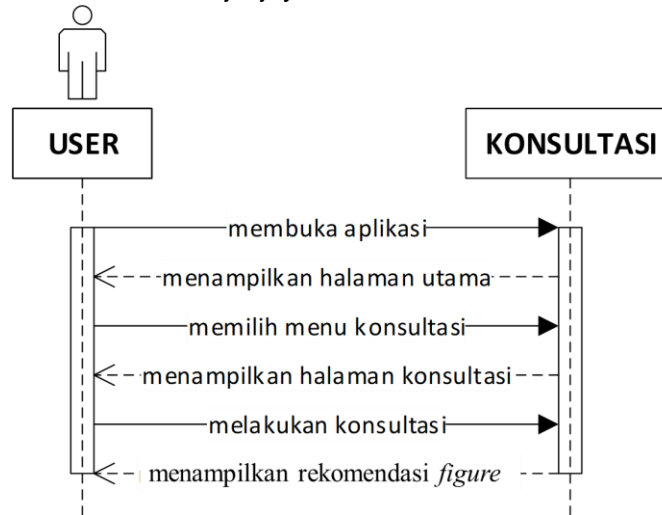 USER
KONSULTASI
membuka aplikasi
menampilkan halaman utama
memilih menu konsultasi
menampilkan halaman konsultasi
melakukan konsultasi
menampilkan rekomendasi figure